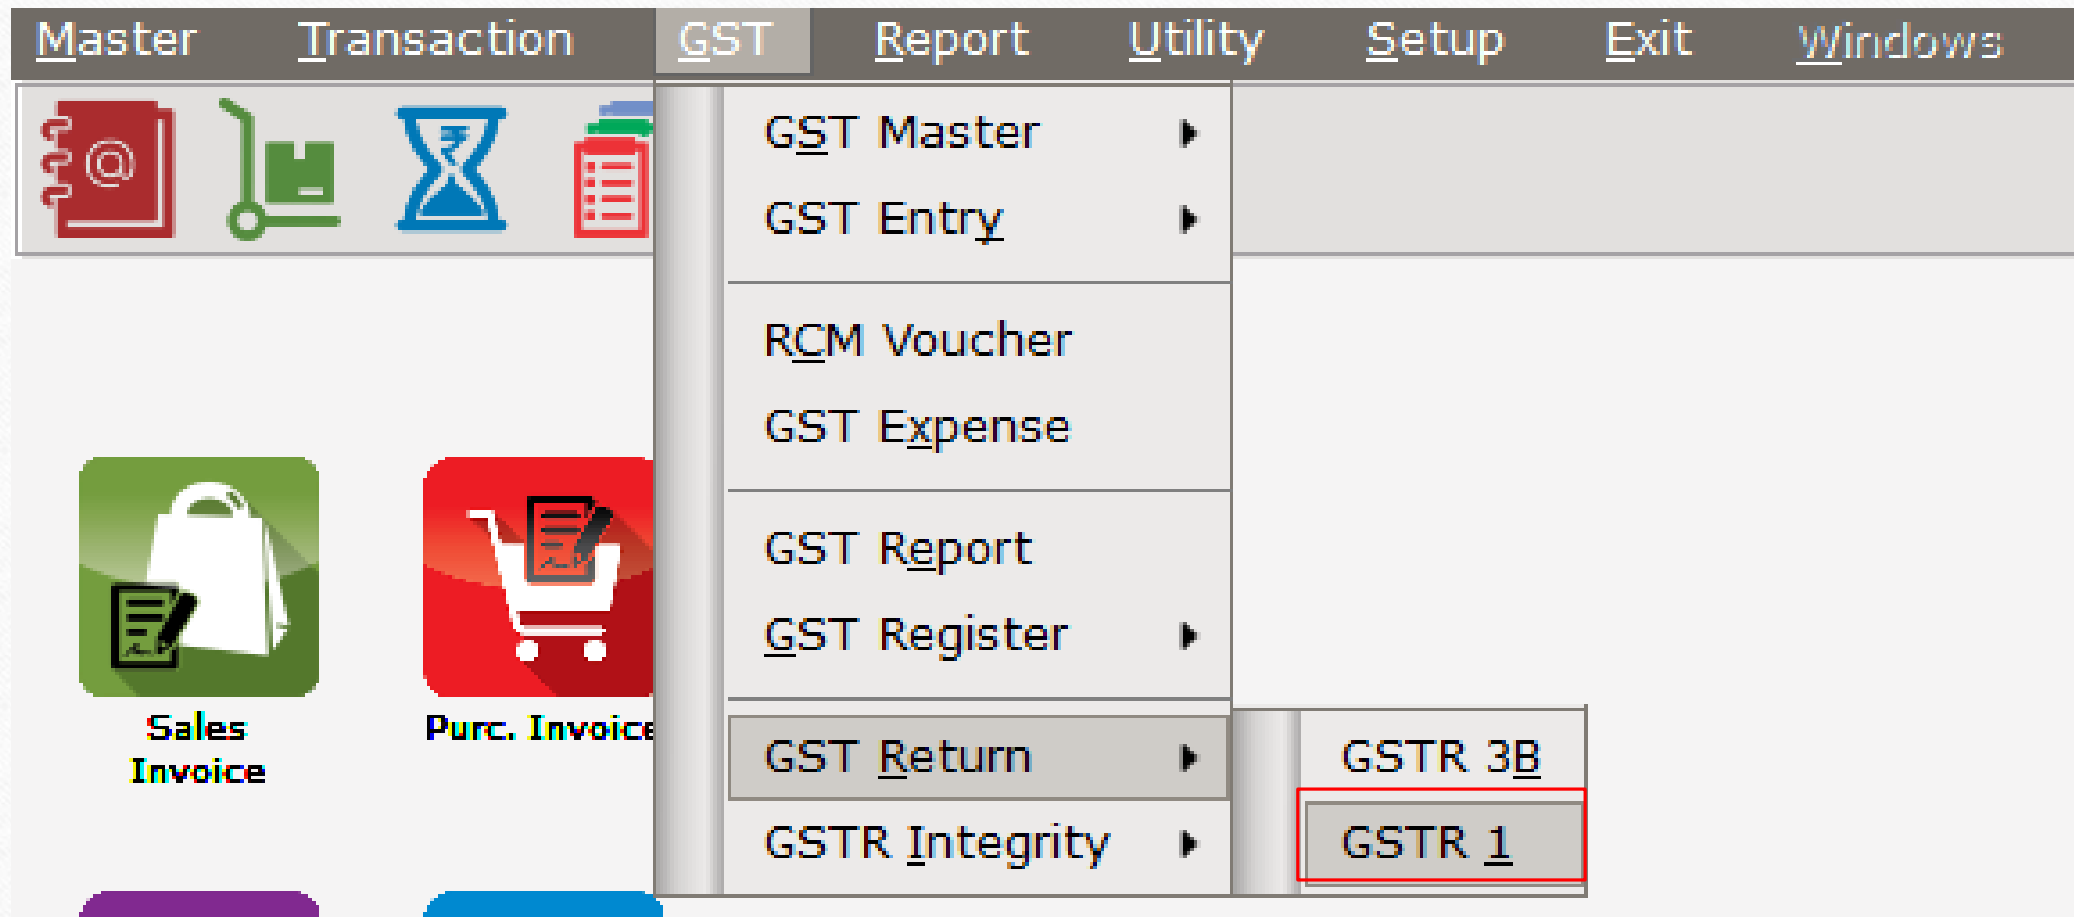 Master Transaction GST Report Utility Setup Exit Windows
@
₹
GST Master
GST Entry
RCM Voucher
GST Expense
GST Report
GST Register
GST Return
GSTR Integrity
GSTR 3B
GSTR 1
Sales
Invoice
Purc. Invoice